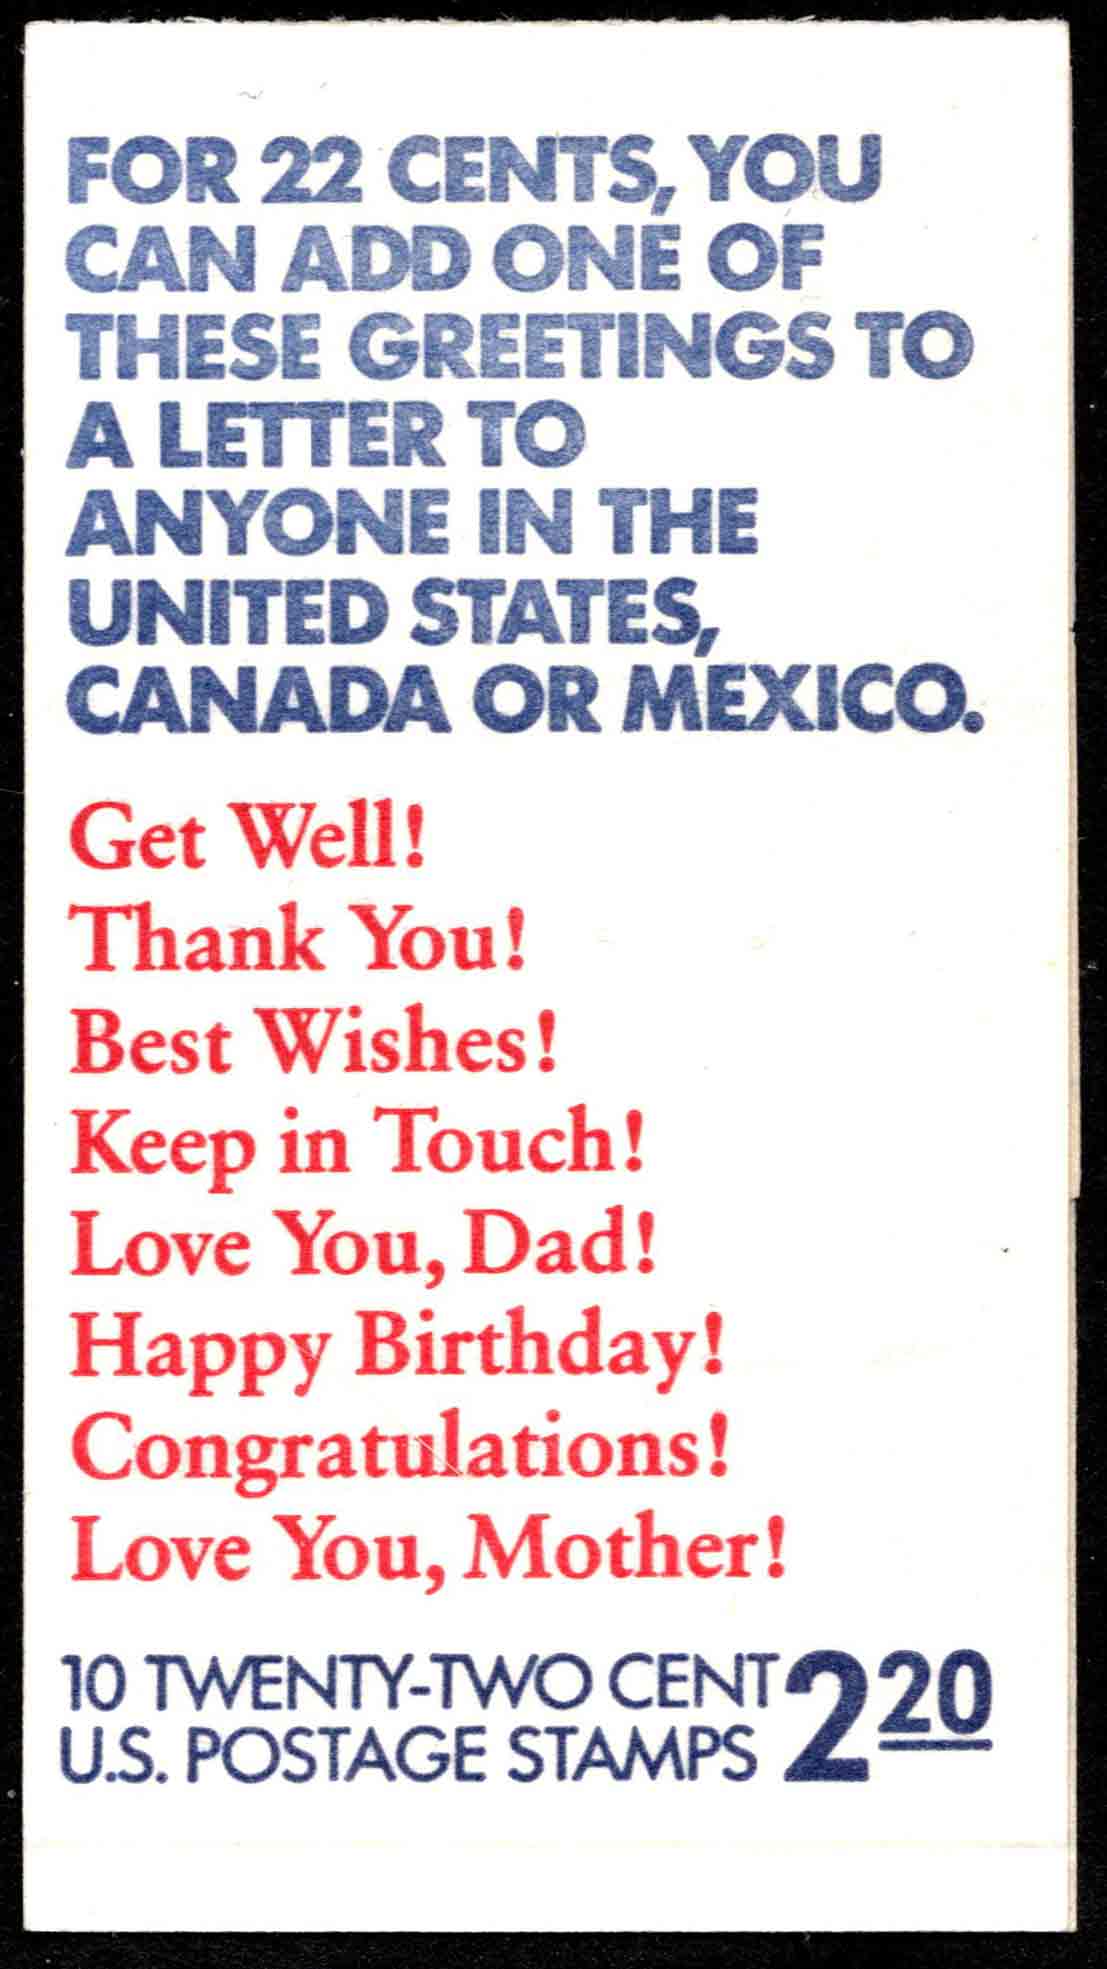 FOR 22 CENTS, YOU
CAN ADD ONE OF
THESE GREETINGS TO
A LETTER TO
ANYONE IN THE
UNITED STATES,
CANADA OR MEXICO.
Get Well!
Thank You!
Best Wishes!
Keep in Touch!
Love You, Dad!
Happy Birthday!
Congratulations!
Love You, Mother!
10 TWENTY-TWO CENT
U.S. POSTAGE STAMPS 2 20